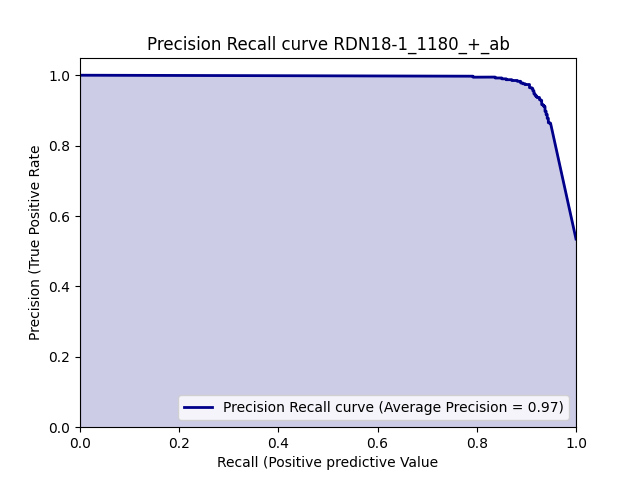 Precision Recall curve RDN18-1_1180_+_ab
1.0
0.8
0.6
0.4
0.2
0.0
Precision (True Positive Rate
Precision Recall curve (Average Precision = 0.97)
0.0 0.2 0.4 0.6 0.8 1.0
Recall (Positive predictive Value